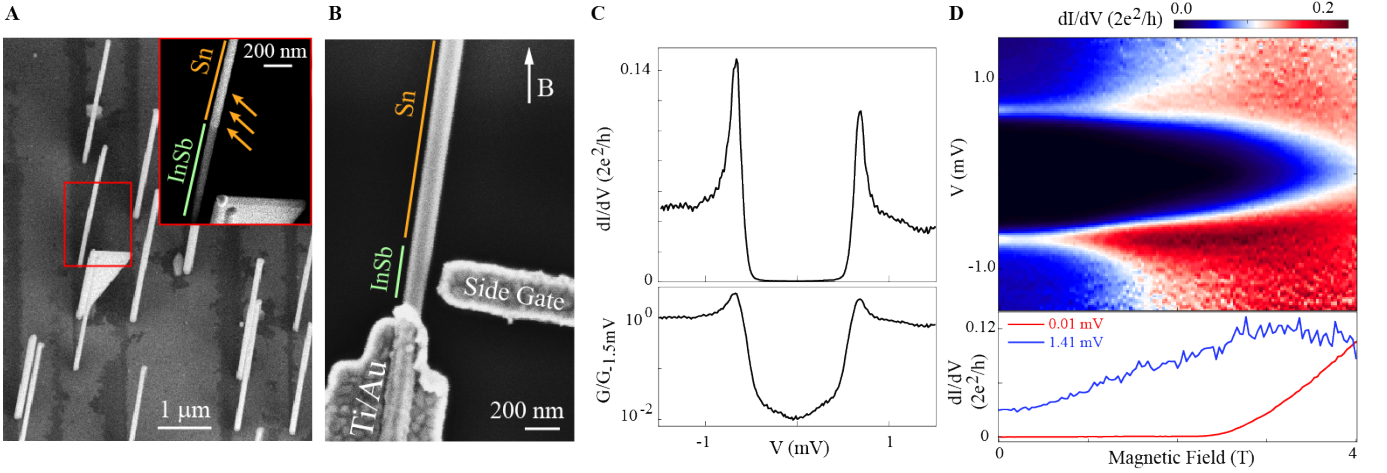 A
200 nm
Sn
InSb
1 μm
B
Sn
InSb
B
Side Gate
Ti/Au
200 nm
C
0.14
dI/dV (2e²/h)
0
10⁰
G/G₋₁.₅ₘV
10⁻²
-1
V (mV)
1
D
dI/dV (2e²/h)
0.0
0.2
1.0
V (mV)
-1.0
0.12
0.01 mV
1.41 mV
dI/dV
(2e²/h)
0
0
Magnetic Field (T)
4